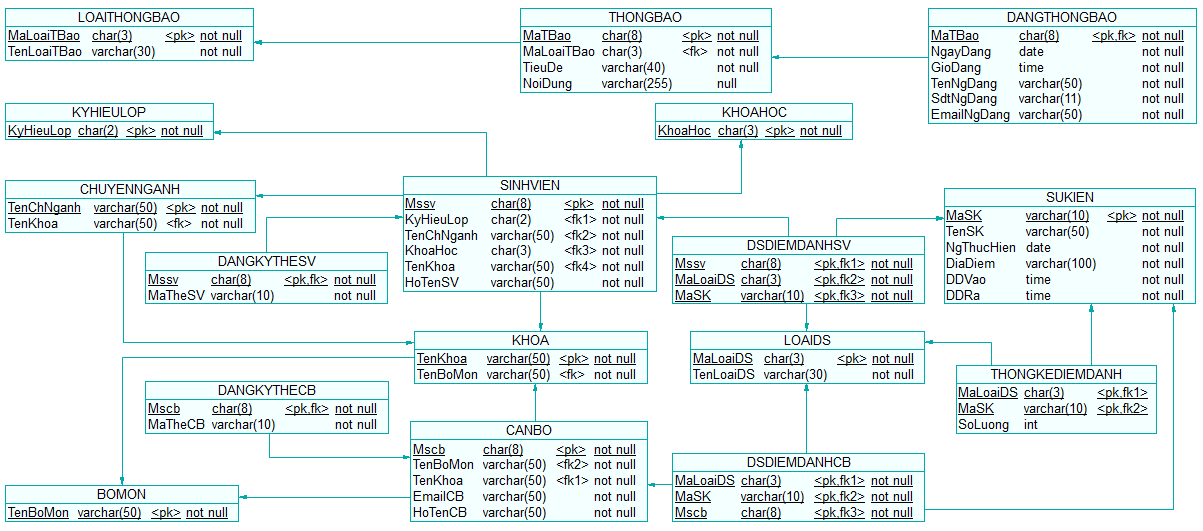 LOAITHONGBAO
MaLoaiTBao char(3) <pk> not null
TenLoaiTBao varchar(30) not null
THONGBAO
MaTBao char(8) <pk> not null
MaLoaiTBao char(3) <fk> not null
TieuDe varchar(40) not null
NoiDung varchar(255) null
DANGTHONGBAO
MaTBao char(8) <pk,fk> not null
NgayDang date not null
GioDang time not null
TenNgDang varchar(50) not null
SdtNgDang varchar(11) not null
EmailNgDang varchar(50) not null
KYHIEULOP
KyHieuLop char(2) <pk> not null
KHOAHOC
KhoaHoc char(3) <pk> not null
CHUYENNGANH
TenChNganh varchar(50) <pk> not null
TenKhoa varchar(50) <fk> not null
SINHVIEN
Mssv char(8) <pk> not null
KyHieuLop char(2) <fk1> not null
TenChNganh varchar(50) <fk2> not null
KhoaHoc char(3) <fk3> not null
TenKhoa varchar(50) <fk4> not null
HoTenSV varchar(50) not null
SUKIEN
MaSK varchar(10) <pk> not null
TenSK varchar(50) not null
NgThucHien date not null
DiaDiem varchar(100) not null
DDVao time not null
DDRa time not null
DANGKYTHESV
Mssv char(8) <pk,fk> not null
MaTheSV varchar(10) not null
DSDIEMDANHSV
Mssv char(8) <pk,fk1> not null
MaLoaiDS char(3) <pk,fk2> not null
MaSK varchar(10) <pk,fk3> not null
KHOA
TenKhoa varchar(50) <pk> not null
TenBoMon varchar(50) <fk> not null
LOAIDS
MaLoaiDS char(3) <pk> not null
TenLoaiDS varchar(30) not null
THONGKEDIEMDANH
MaLoaiDS char(3) <pk,fk1>
MaSK varchar(10) <pk,fk2>
SoLuong int
DANGKYTHECB
Mscb char(8) <pk,fk> not null
MaTheCB varchar(10) not null
CANBO
Mscb char(8) <pk> not null
TenBoMon varchar(50) <fk2> not null
TenKhoa varchar(50) <fk1> not null
EmailCB varchar(50) not null
HoTenCB varchar(50) not null
DSDIEMDANHCB
MaLoaiDS char(3) <pk,fk1> not null
MaSK varchar(10) <pk,fk2> not null
Mscb char(8) <pk,fk3> not null
BOMON
TenBoMon varchar(50) <pk> not null